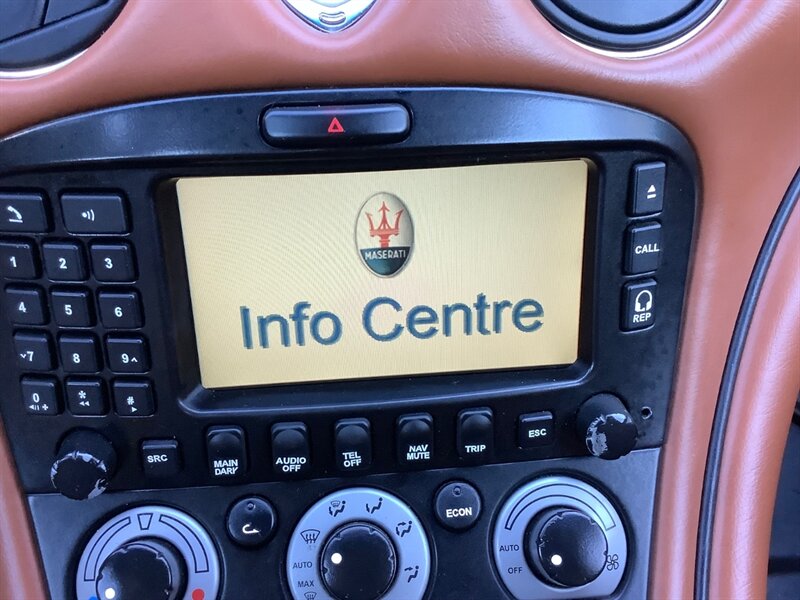 MASERATI
Info Centre
CALL
REP
1 2 3
4 5 6
7 8 9
0 * #
SRC
MAIN
DARK
AUDIO
OFF
TEL
OFF
NAV
MUTE
TRIP
ESC
ECON
AUTO
MAX
AUTO
OFF